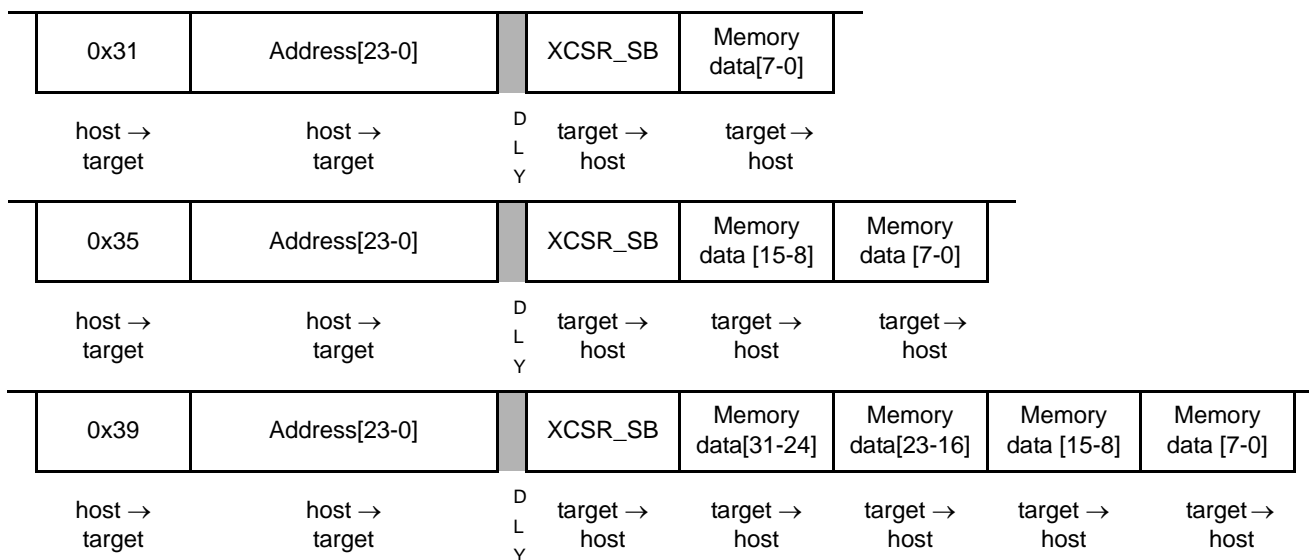 0x31 Address[23-0] XCSR_SB Memory data[7-0]
host → target host → target D L Y target → host target → host
0x35 Address[23-0] XCSR_SB Memory data [15-8] Memory data [7-0]
host → target host → target D L Y target → host target → host target → host
0x39 Address[23-0] XCSR_SB Memory data[31-24] Memory data[23-16] Memory data [15-8] Memory data [7-0]
host → target host → target D L Y target → host target → host target → host target → host target → host